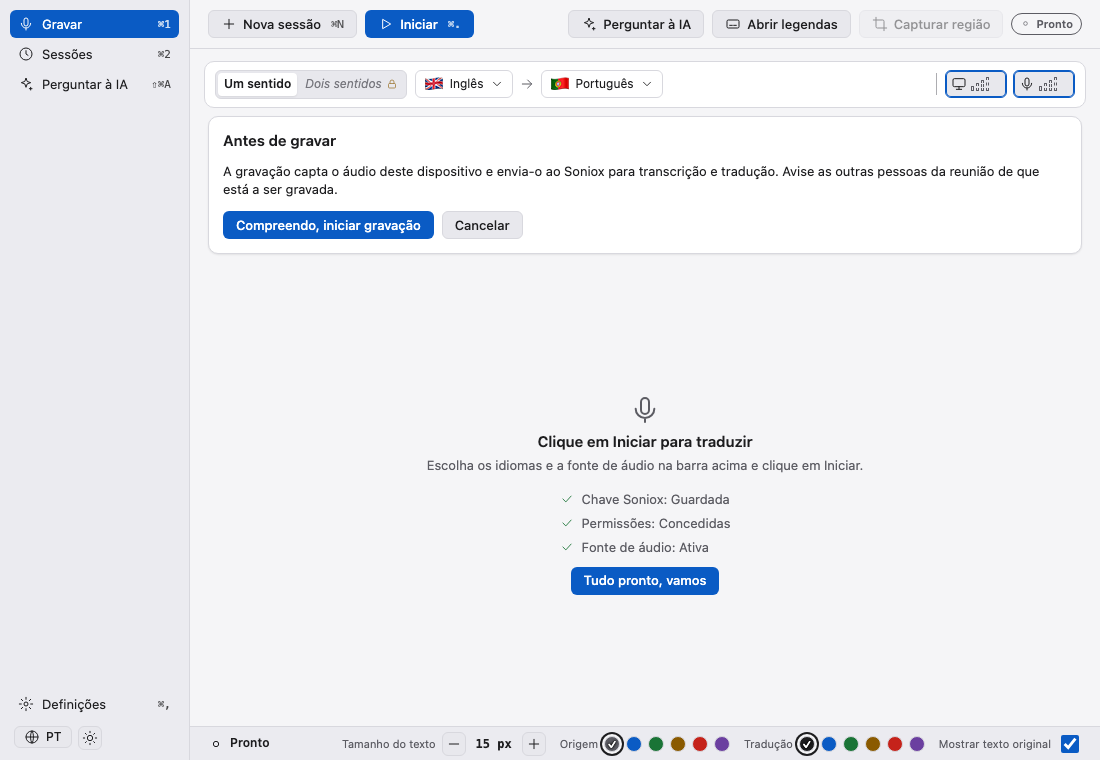 Gravar ⌘1
Sessões ⌘2
Perguntar à IA ⇧⌘A
Nova sessão ⌘N
Iniciar ⌘.
Perguntar à IA
Abrir legendas
Capturar região
Pronto
Um sentido
Dois sentidos
Inglês
Português
Antes de gravar
A gravação capta o áudio deste dispositivo e envia-o ao Soniox para transcrição e tradução. Avise as outras pessoas da reunião de que
está a ser gravada.
Compreendo, iniciar gravação
Cancelar
Clique em Iniciar para traduzir
Escolha os idiomas e a fonte de áudio na barra acima e clique em Iniciar.
Chave Soniox: Guardada
Permissões: Concedidas
Fonte de áudio: Ativa
Tudo pronto, vamos
Definições ⌘,
PT
Pronto
Tamanho do texto
15 px
Origem
Tradução
Mostrar texto original